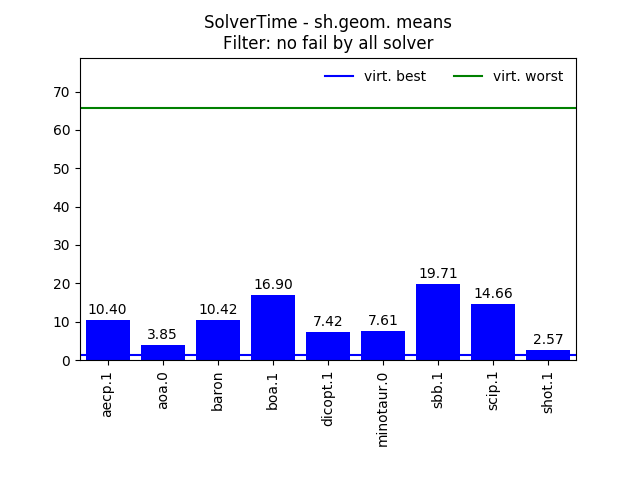 SolverTime - sh.geom. means
Filter: no fail by all solver
virt. best
virt. worst
70
60
50
40
30
20
10
0
10.40
3.85
10.42
16.90
7.42
7.61
19.71
14.66
2.57
aecp.1
aoa.0
baron
boa.1
dicopt.1
minotaur.0
sbb.1
scip.1
shot.1